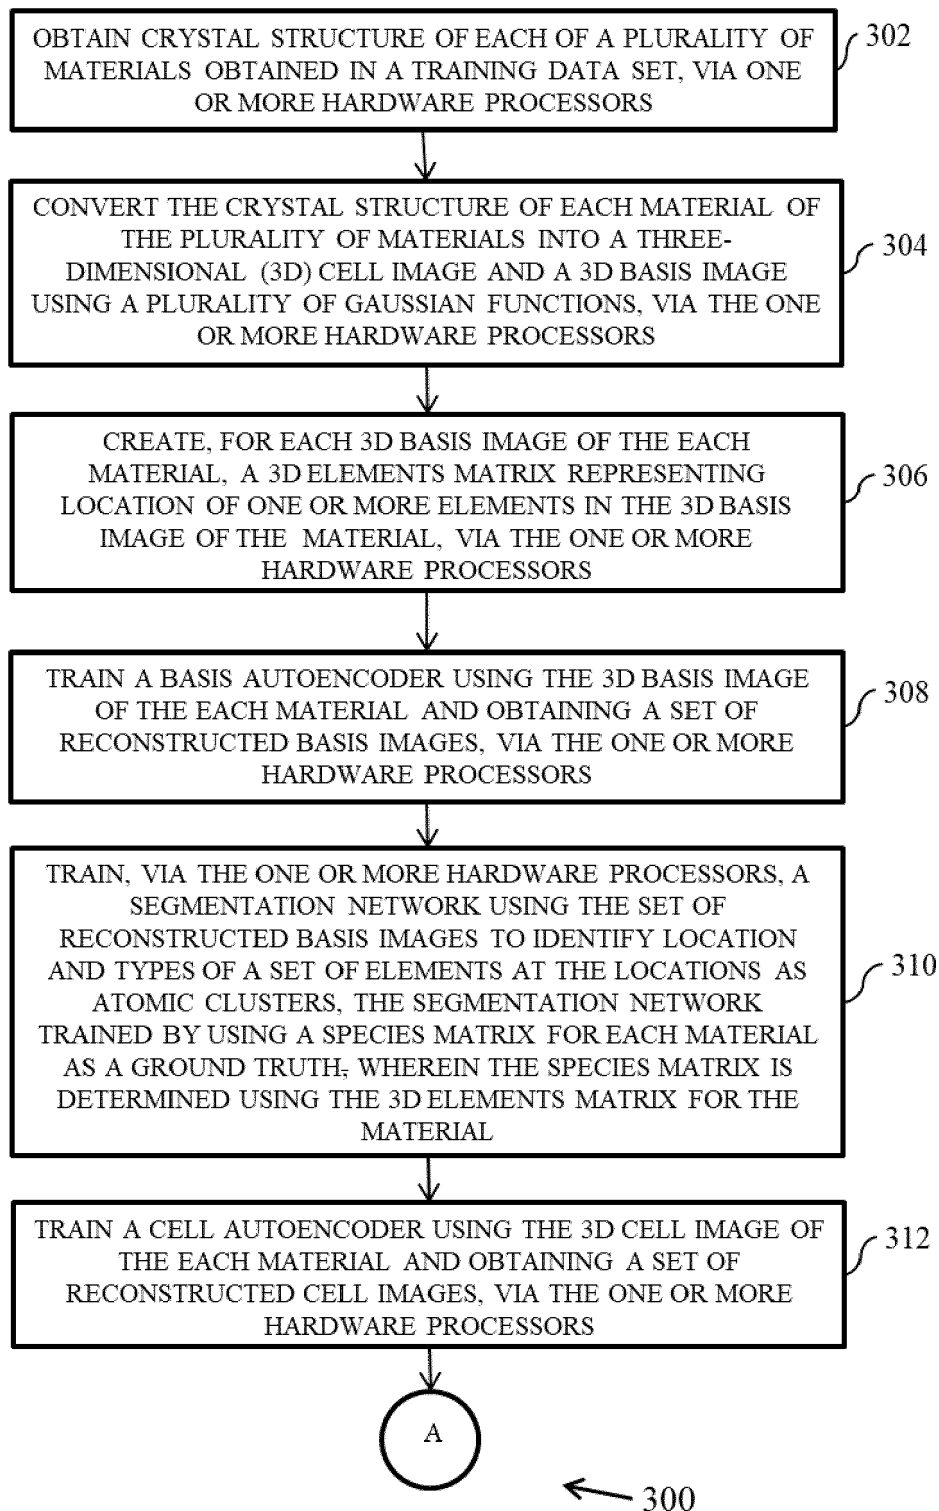 OBTAIN CRYSTAL STRUCTURE OF EACH OF A PLURALITY OF
MATERIALS OBTAINED IN A TRAINING DATA SET, VIA ONE
OR MORE HARDWARE PROCESSORS
302
CONVERT THE CRYSTAL STRUCTURE OF EACH MATERIAL OF
THE PLURALITY OF MATERIALS INTO A THREE-
DIMENSIONAL (3D) CELL IMAGE AND A 3D BASIS IMAGE
USING A PLURALITY OF GAUSSIAN FUNCTIONS, VIA THE ONE
OR MORE HARDWARE PROCESSORS
304
CREATE, FOR EACH 3D BASIS IMAGE OF THE EACH
MATERIAL, A 3D ELEMENTS MATRIX REPRESENTING
LOCATION OF ONE OR MORE ELEMENTS IN THE 3D BASIS
IMAGE OF THE MATERIAL, VIA THE ONE OR MORE
HARDWARE PROCESSORS
306
TRAIN A BASIS AUTOENCODER USING THE 3D BASIS IMAGE
OF THE EACH MATERIAL AND OBTAINING A SET OF
RECONSTRUCTED BASIS IMAGES, VIA THE ONE OR MORE
HARDWARE PROCESSORS
308
TRAIN, VIA THE ONE OR MORE HARDWARE PROCESSORS, A
SEGMENTATION NETWORK USING THE SET OF
RECONSTRUCTED BASIS IMAGES TO IDENTIFY LOCATION
AND TYPES OF A SET OF ELEMENTS AT THE LOCATIONS AS
ATOMIC CLUSTERS, THE SEGMENTATION NETWORK
TRAINED BY USING A SPECIES MATRIX FOR EACH MATERIAL
AS A GROUND TRUTH, WHEREIN THE SPECIES MATRIX IS
DETERMINED USING THE 3D ELEMENTS MATRIX FOR THE
MATERIAL
310
TRAIN A CELL AUTOENCODER USING THE 3D CELL IMAGE OF
THE EACH MATERIAL AND OBTAINING A SET OF
RECONSTRUCTED CELL IMAGES, VIA THE ONE OR MORE
HARDWARE PROCESSORS
312
A
300